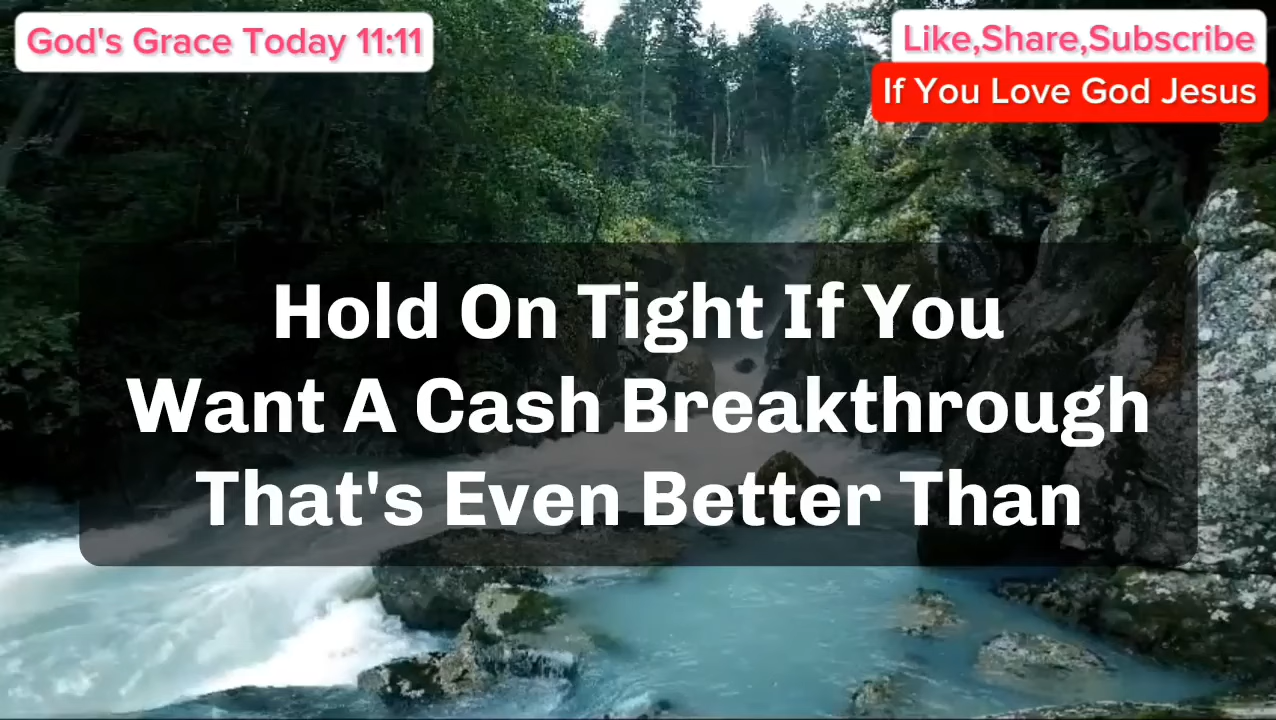 God's Grace Today 11:11
Like,Share,Subscribe
If You Love God Jesus
Hold On Tight If You
Want A Cash Breakthrough
That's Even Better Than